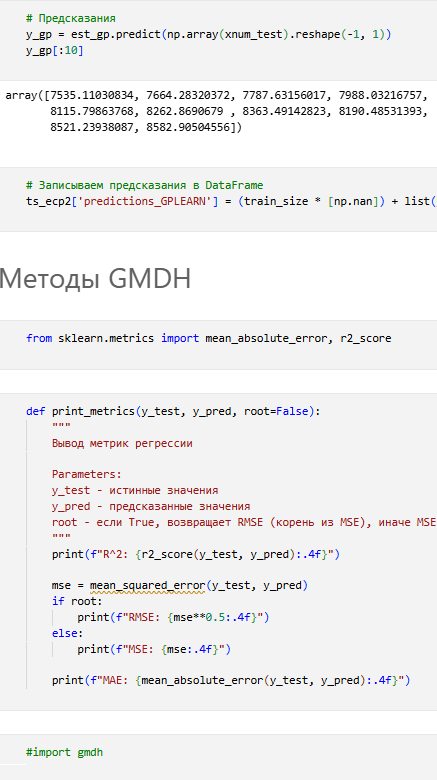 # Предсказания
y_gp = est_gp.predict(np.array(xnum_test).reshape(-1, 1))
y_gp[:10]
array([7535.11030834, 7664.28320372, 7787.63156017, 7988.03216757,
8115.79863768, 8262.8690679 , 8363.49142823, 8190.48531393,
8521.23938087, 8582.90504556])
# Записываем предсказания в DataFrame
ts_ecp2['predictions_GPLEARN'] = (train_size * [np.nan]) + list(
Методы GMDH
from sklearn.metrics import mean_absolute_error, r2_score
def print_metrics(y_test, y_pred, root=False):
"""
Вывод метрик регрессии
Parameters:
y_test - истинные значения
y_pred - предсказанные значения
root - если True, возвращает RMSE (корень из MSE), иначе MSE
"""
print(f"R^2: {r2_score(y_test, y_pred):.4f}")
mse = mean_squared_error(y_test, y_pred)
if root:
print(f"RMSE: {mse**0.5:.4f}")
else:
print(f"MSE: {mse:.4f}")
print(f"MAE: {mean_absolute_error(y_test, y_pred):.4f}")
#import gmdh